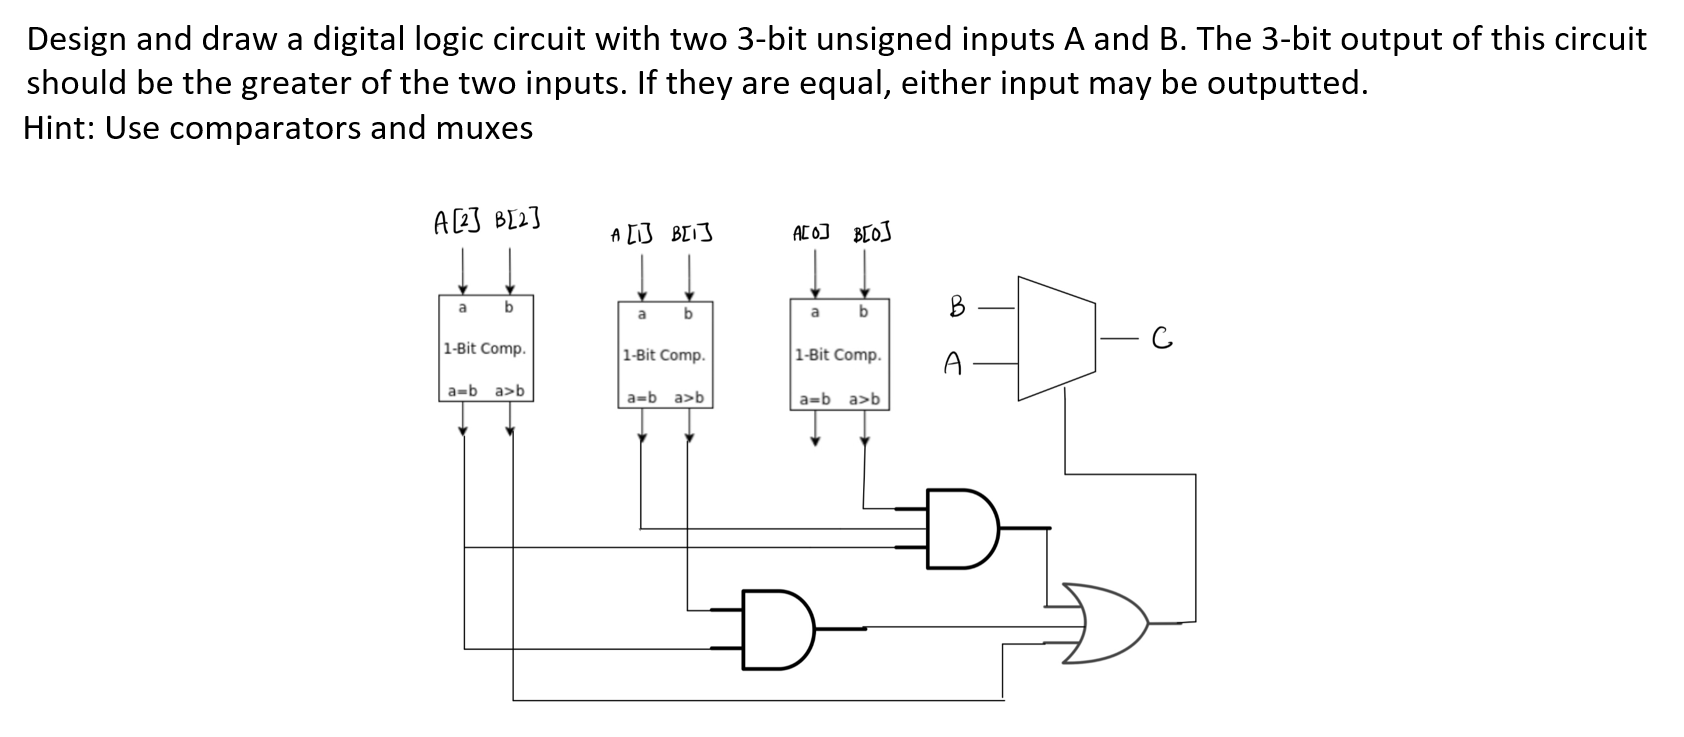 Design and draw a digital logic circuit with two 3-bit unsigned inputs A and B. The 3-bit output of this circuit
should be the greater of the two inputs. If they are equal, either input may be outputted.
Hint: Use comparators and muxes
A[2] B[2]
A[1] B[1]
A[0] B[0]
a b
1-Bit Comp.
a=b a>b
a b
1-Bit Comp.
a=b a>b
a b
1-Bit Comp.
a=b a>b
B
A
C